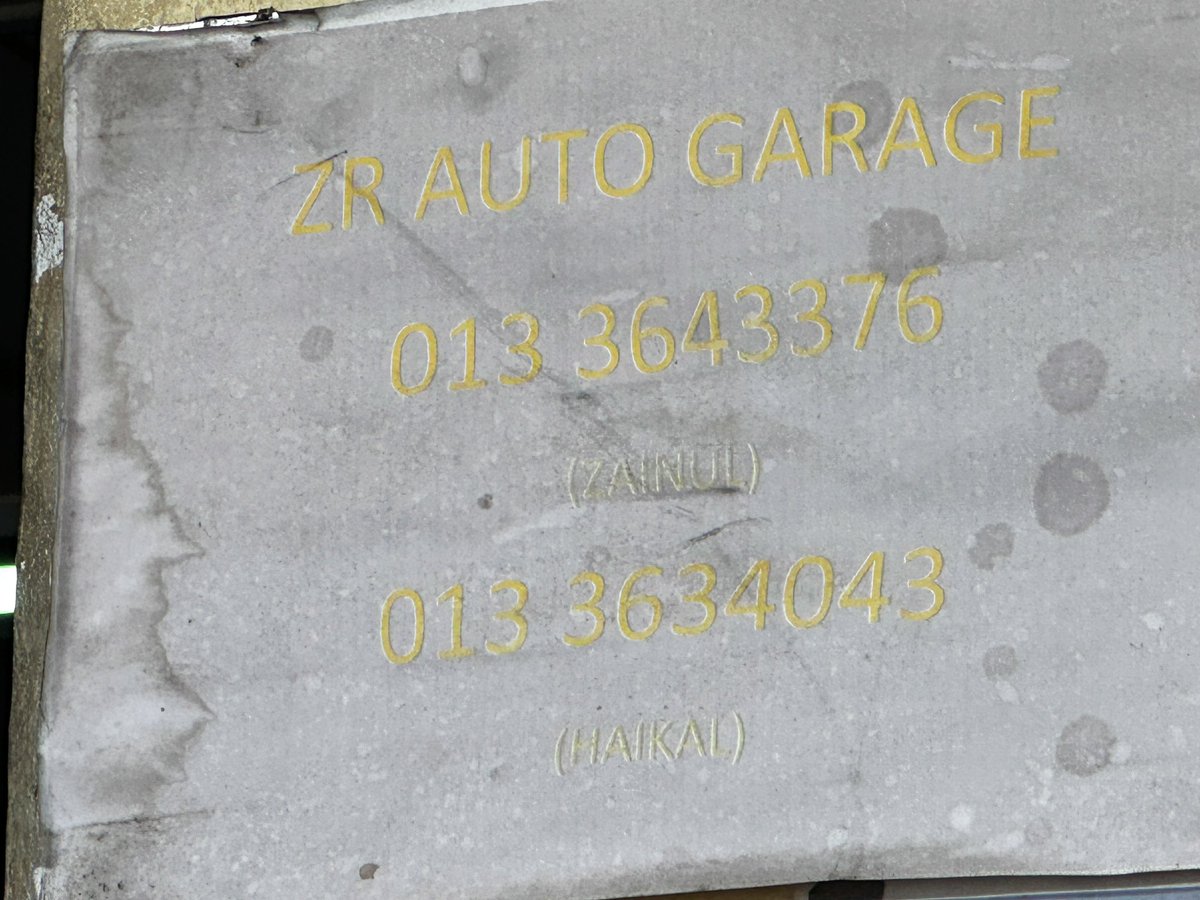 ZR AUTO GARAGE
013 3643376
(ZAINUL)
013 3634043
(HAIKAL)